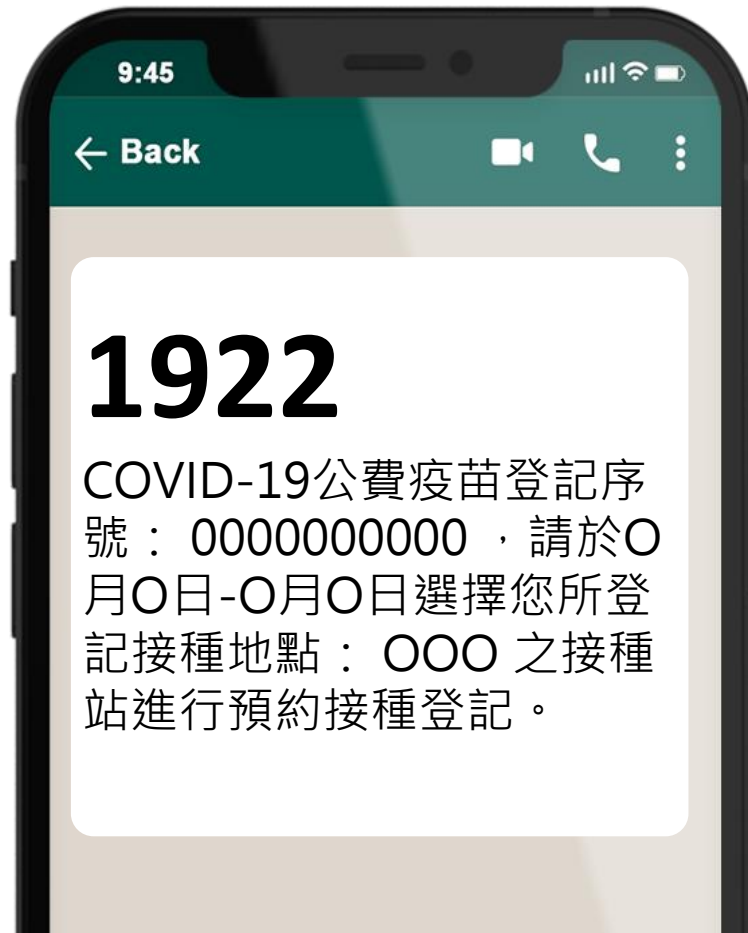 9:45
← Back
1922
COVID-19公費疫苗登記序
號： 0000000000 ，請於O
月O日-O月O日選擇您所登
記接種地點： OOO 之接種
站進行預約接種登記。